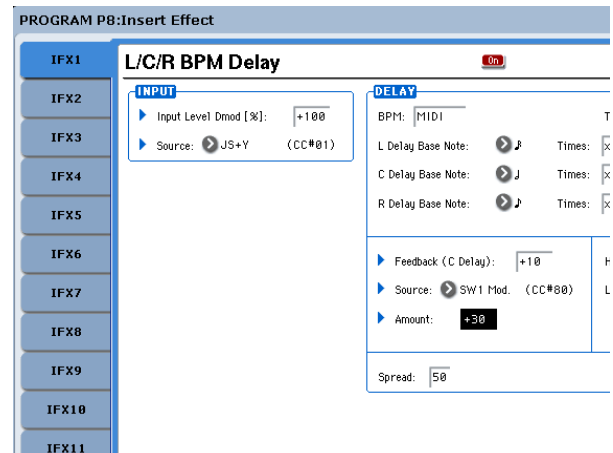 PROGRAM P8:Insert Effect
IFX1
L/C/R BPM Delay
On
IFX2
INPUT
DELAY
Input Level Dmod [%]: +100
BPM: MIDI
T
IFX3
Source: JS+Y (CC#01)
L Delay Base Note: Times: x
IFX4
C Delay Base Note: Times: x
IFX5
R Delay Base Note: Times: x
IFX6
Feedback (C Delay): +10
H
IFX7
Source: SW1 Mod. (CC#80)
L
IFX8
Amount: +30
IFX9
Spread: 50
IFX10
IFX11